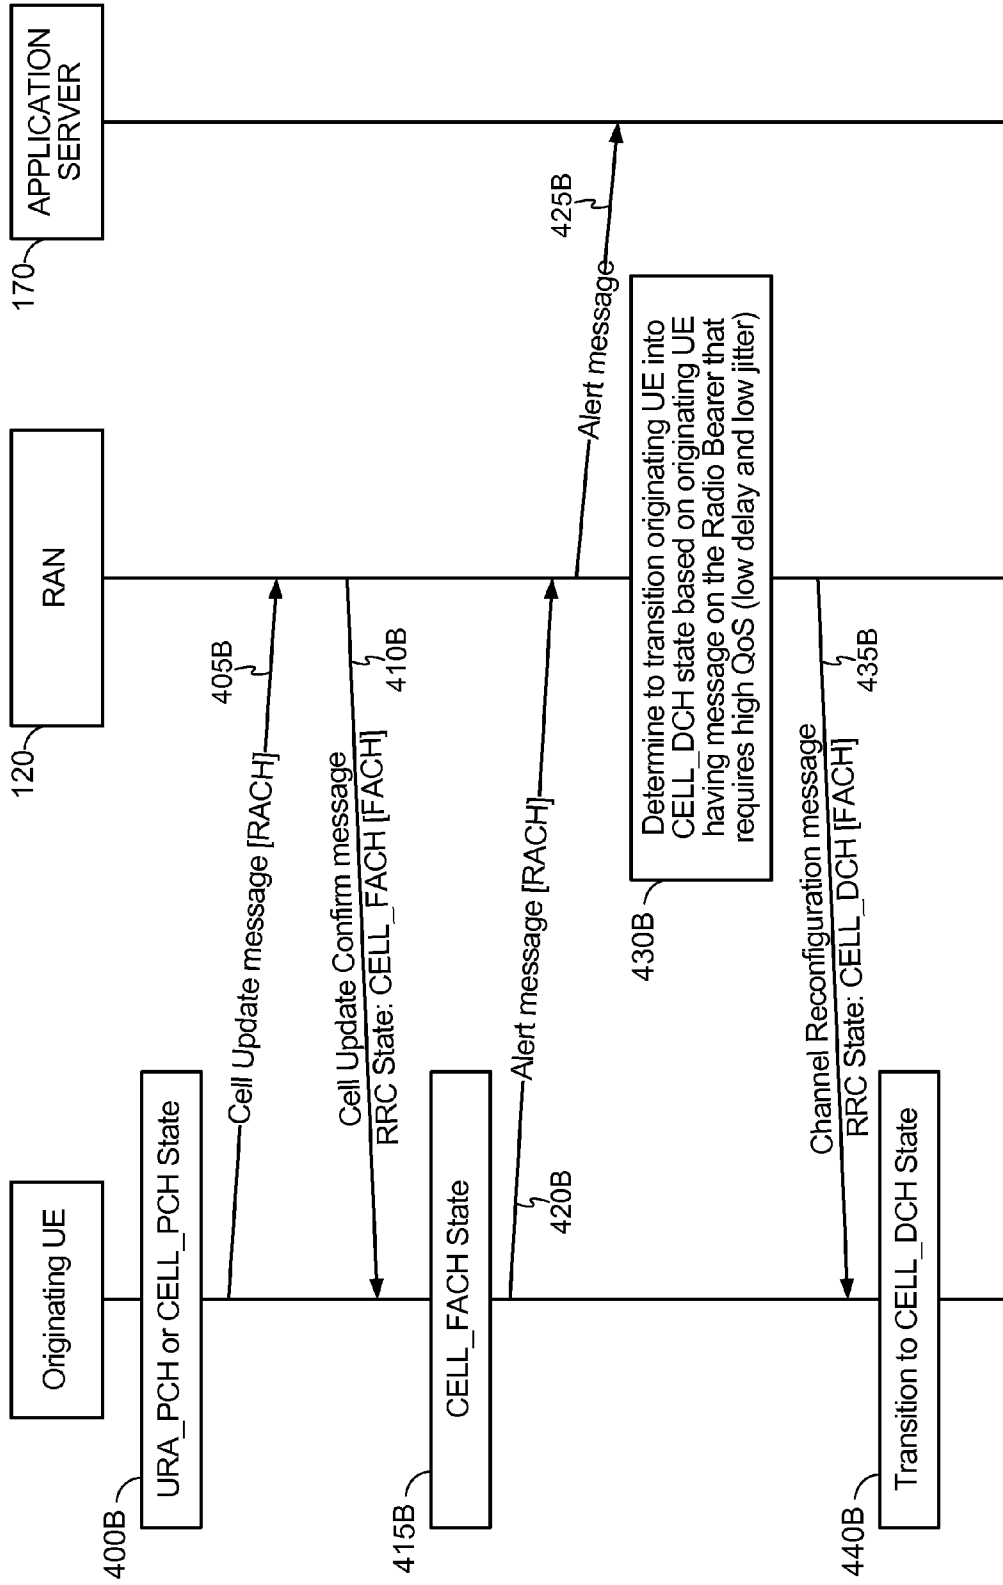 Originating UE
RAN
120
APPLICATION
SERVER
170
400B
URA_PCH or CELL_PCH State
Cell Update message [RACH]
405B
Cell Update Confirm message
RRC State: CELL_FACH [FACH]
410B
415B
CELL_FACH State
420B
Alert message [RACH]
Alert message
425B
430B
Determine to transition originating UE into
CELL_DCH state based on originating UE
having message on the Radio Bearer that
requires high QoS (low delay and low jitter)
Channel Reconfiguration message
RRC State: CELL_DCH [FACH]
435B
440B
Transition to CELL_DCH State